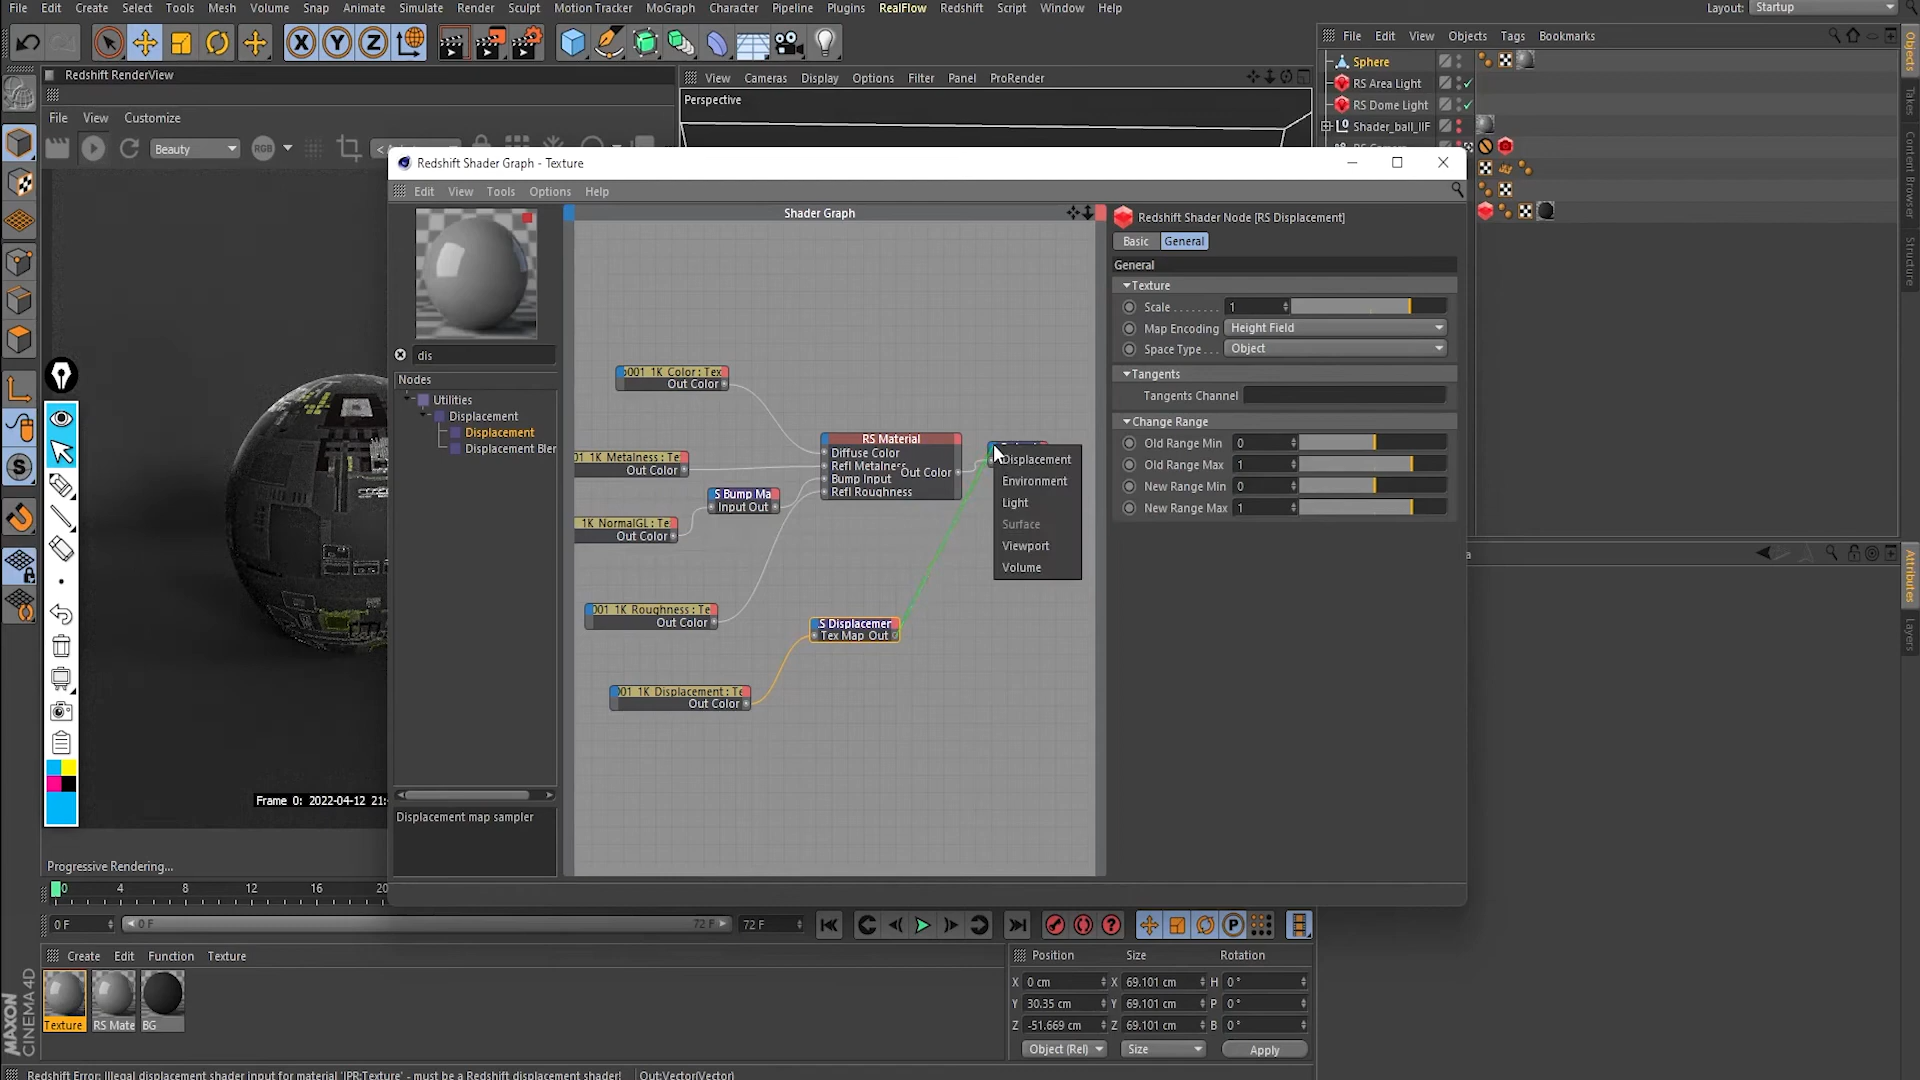 File Edit Create Select Tools Mesh Volume Snap Animate Simulate Render Sculpt Motion Tracker MoGraph Character Pipeline Plugins RealFlow Redshift Script Window Help
Layout: Startup
X Y Z
File Edit View Objects Tags Bookmarks
Redshift RenderView
View Cameras Display Options Filter Panel ProRender
Perspective
Sphere
RS Area Light
RS Dome Light
Shader_ball_IIF
File View Customize
Beauty
RGB
Redshift Shader Graph - Texture
Edit View Tools Options Help
Shader Graph
Redshift Shader Node [RS Displacement]
Basic General
General
Texture
Scale 1
Map Encoding Height Field
Space Type Object
Tangents
Tangents Channel
Change Range
Old Range Min 0
Old Range Max 1
New Range Min 0
New Range Max 1
dis
Nodes
Utilities
Displacement
Displacement
Displacement Bler
Displacement map sampler
001 1K Color : Tex
Out Color
1K Metalness : Te
Out Color
1K NormalGL : Te
Out Color
S Bump Ma
Input Out
001 1K Roughness : Te
Out Color
01 1K Displacement : Te
Out Color
RS Material
Diffuse Color
Refl Metalness
Out Color
Bump Input
Refl Roughness
S Displacemer
Tex Map Out
Displacement
Environment
Light
Surface
Viewport
Volume
Objects
Takes
Content Browser
Structure
Attributes
Layers
Frame 0: 2022-04-12 21:
Progressive Rendering...
0 4 8 12 16 20
0 F 0 F 72 F 72 F
Create Edit Function Texture
Texture RS Mate BG
Position Size Rotation
X 0 cm X 69.101 cm H 0 °
Y 30.35 cm Y 69.101 cm P 0 °
Z -51.669 cm Z 69.101 cm B 0 °
Object (Rel) Size Apply
MAXON
CINEMA4D
Redshift Error: Illegal displacement shader input for material 'IPR:Texture' - must be a Redshift displacement shader! Out:Vector(Vector)